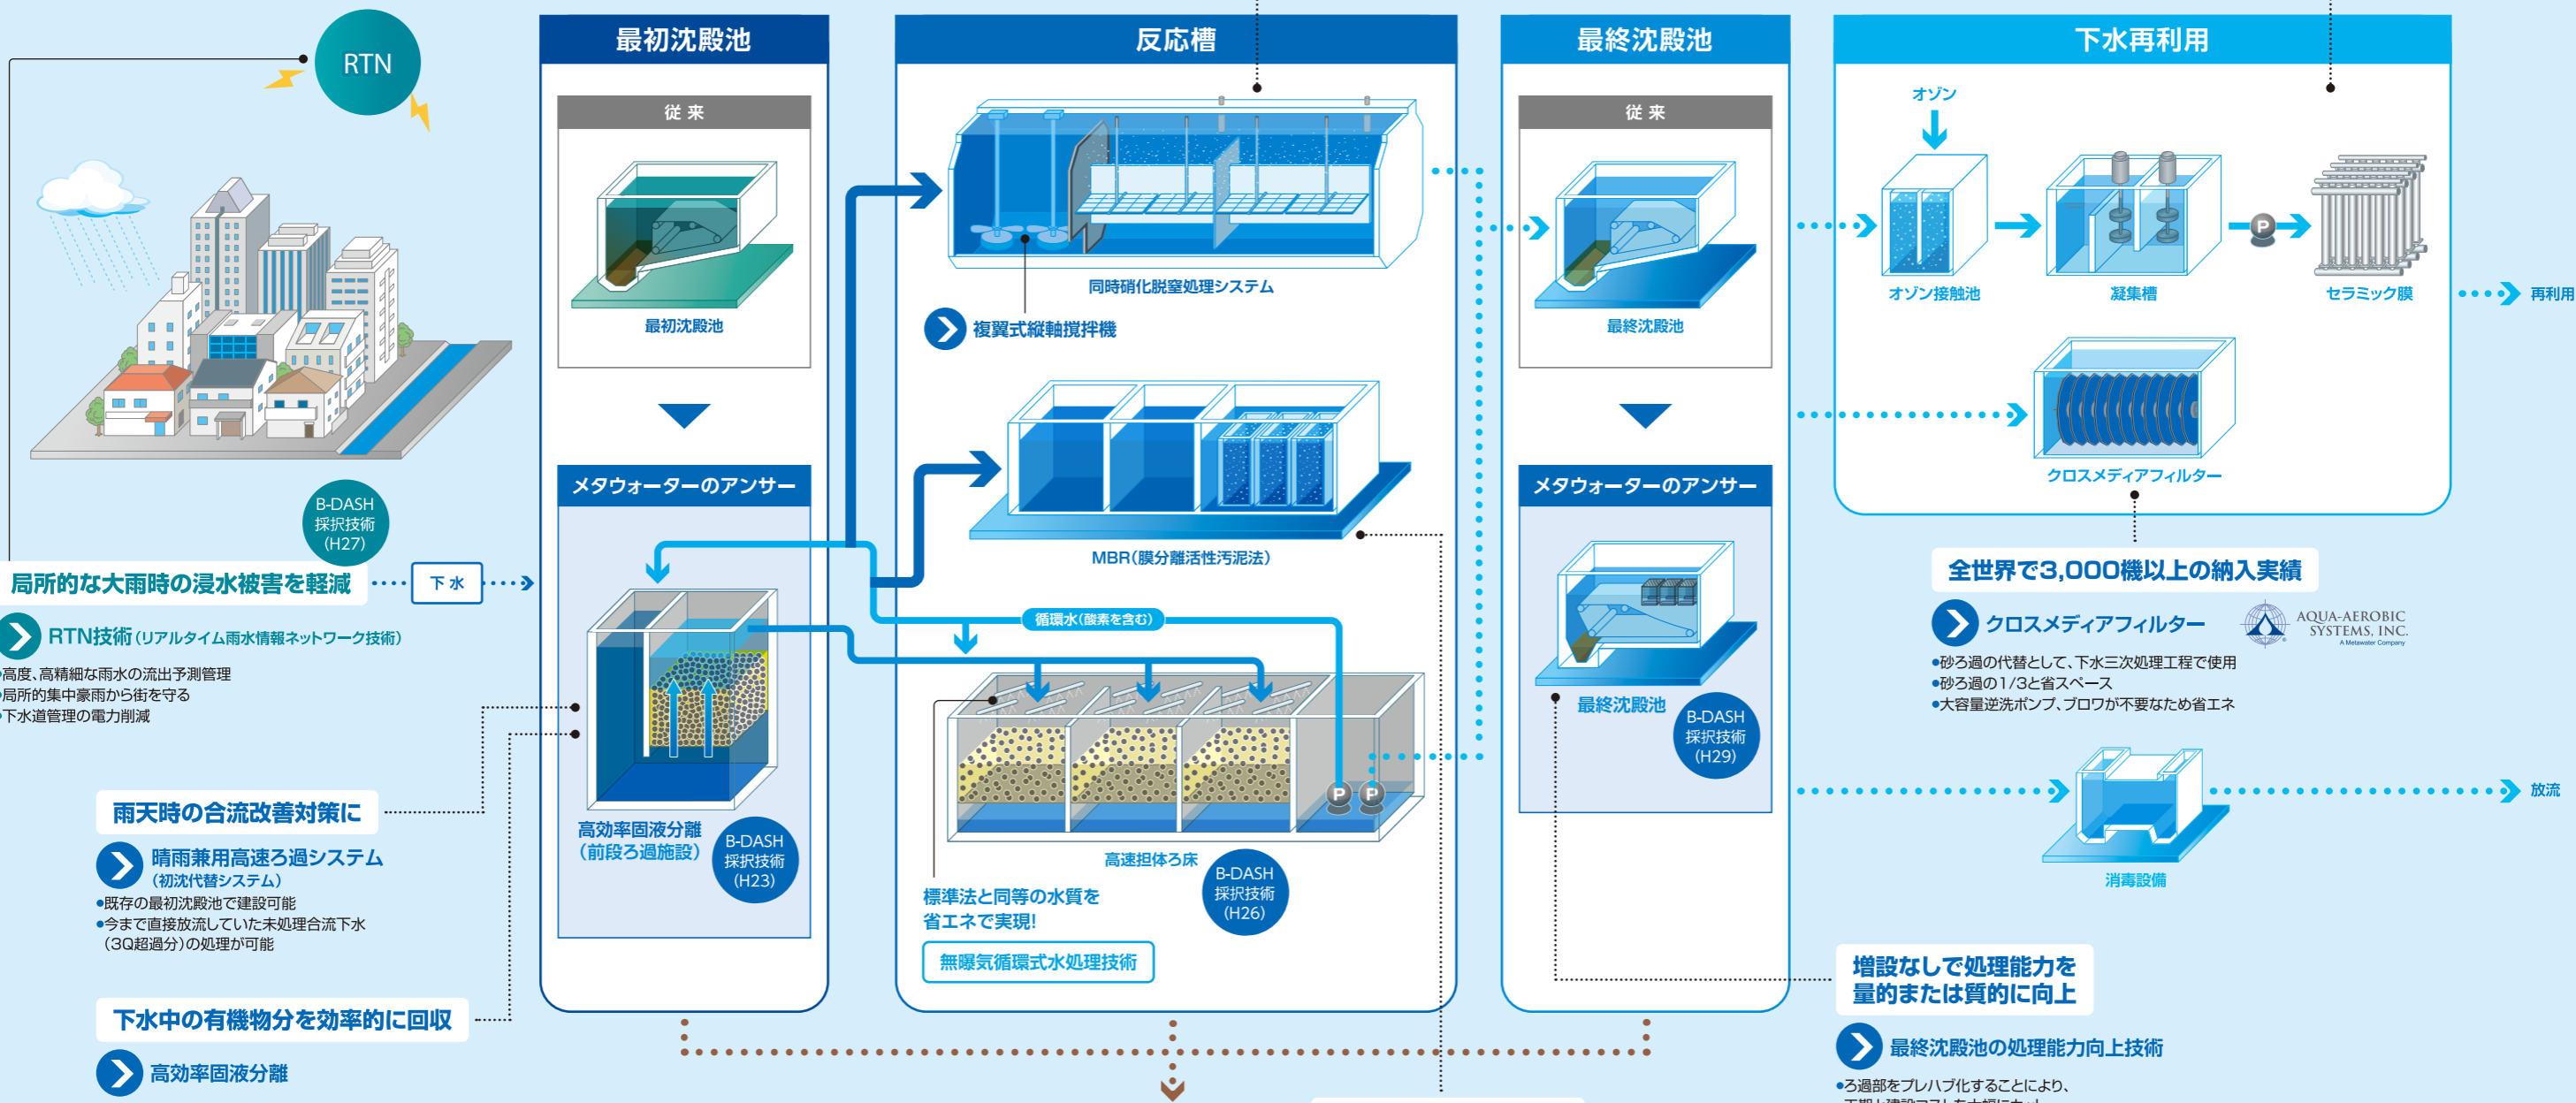 RTN
B-DASH
採択技術
(H27)
局所的な大雨時の浸水被害を軽減
下水
RTN技術(リアルタイム雨水情報ネットワーク技術)
●高度、高精細な雨水の流出予測管理
●局所的集中豪雨から街を守る
●下水道管理の電力削減
雨天時の合流改善対策に
晴雨兼用高速ろ過システム
(初沈代替システム)
●既存の最初沈殿池で建設可能
●今まで直接放流していた未処理合流下水
(3Q超過分)の処理が可能
下水中の有機物分を効率的に回収
高効率固液分離
最初沈殿池
従来
最初沈殿池
メタウォーターのアンサー
高効率固液分離
(前段ろ過施設)
B-DASH
採択技術
(H23)
反応槽
同時硝化脱窒処理システム
複翼式縦軸撹拌機
MBR(膜分離活性汚泥法)
循環水(酸素を含む)
P
P
高速担体ろ床
B-DASH
採択技術
(H26)
標準法と同等の水質を
省エネで実現!
無曝気循環式水処理技術
最終沈殿池
従来
最終沈殿池
メタウォーターのアンサー
最終沈殿池
B-DASH
採択技術
(H29)
下水再利用
オゾン
オゾン接触池
凝集槽
P
セラミック膜
再利用
クロスメディアフィルター
全世界で3,000機以上の納入実績
クロスメディアフィルター
AQUA-AEROBIC
SYSTEMS, INC.
A Metawater Company
●砂ろ過の代替として、下水三次処理工程で使用
●砂ろ過の1/3と省スペース
●大容量逆洗ポンプ、ブロワが不要なため省エネ
消毒設備
放流
増設なしで処理能力を
量的または質的に向上
最終沈殿池の処理能力向上技術
●ろ過部をプレハブ化することにより、